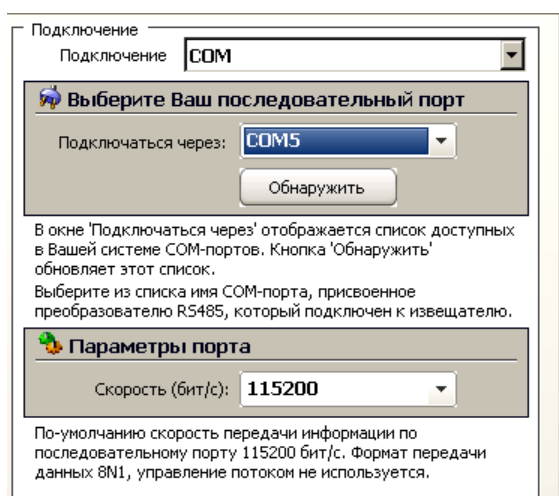 Подключение
Подключение COM
Выберите Ваш последовательный порт
Подключаться через: COM5
Обнаружить
В окне 'Подключаться через' отображается список доступных
в Вашей системе COM-портов. Кнопка 'Обнаружить'
обновляет этот список.
Выберите из списка имя COM-порта, присвоенное
преобразователю RS485, который подключен к извещателю.
Параметры порта
Скорость (бит/с): 115200
По-умолчанию скорость передачи информации по
последовательному порту 115200 бит/с. Формат передачи
данных 8N1, управление потоком не используется.